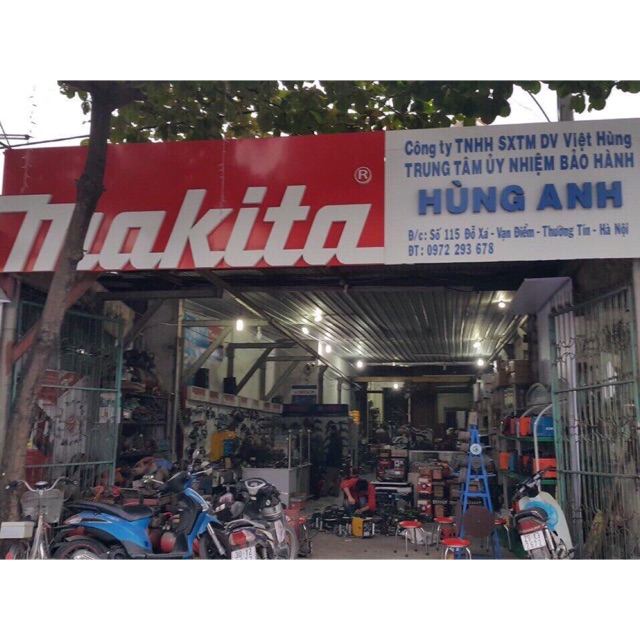 makita ®
Công ty TNHH SXTM DV Việt Hùng
TRUNG TÂM ỦY NHIỆM BẢO HÀNH
HÙNG ANH
Đ/c: Số 115 Đỗ Xá - Vạn Điểm - Thường Tín - Hà Nội
ĐT: 0972 293 678